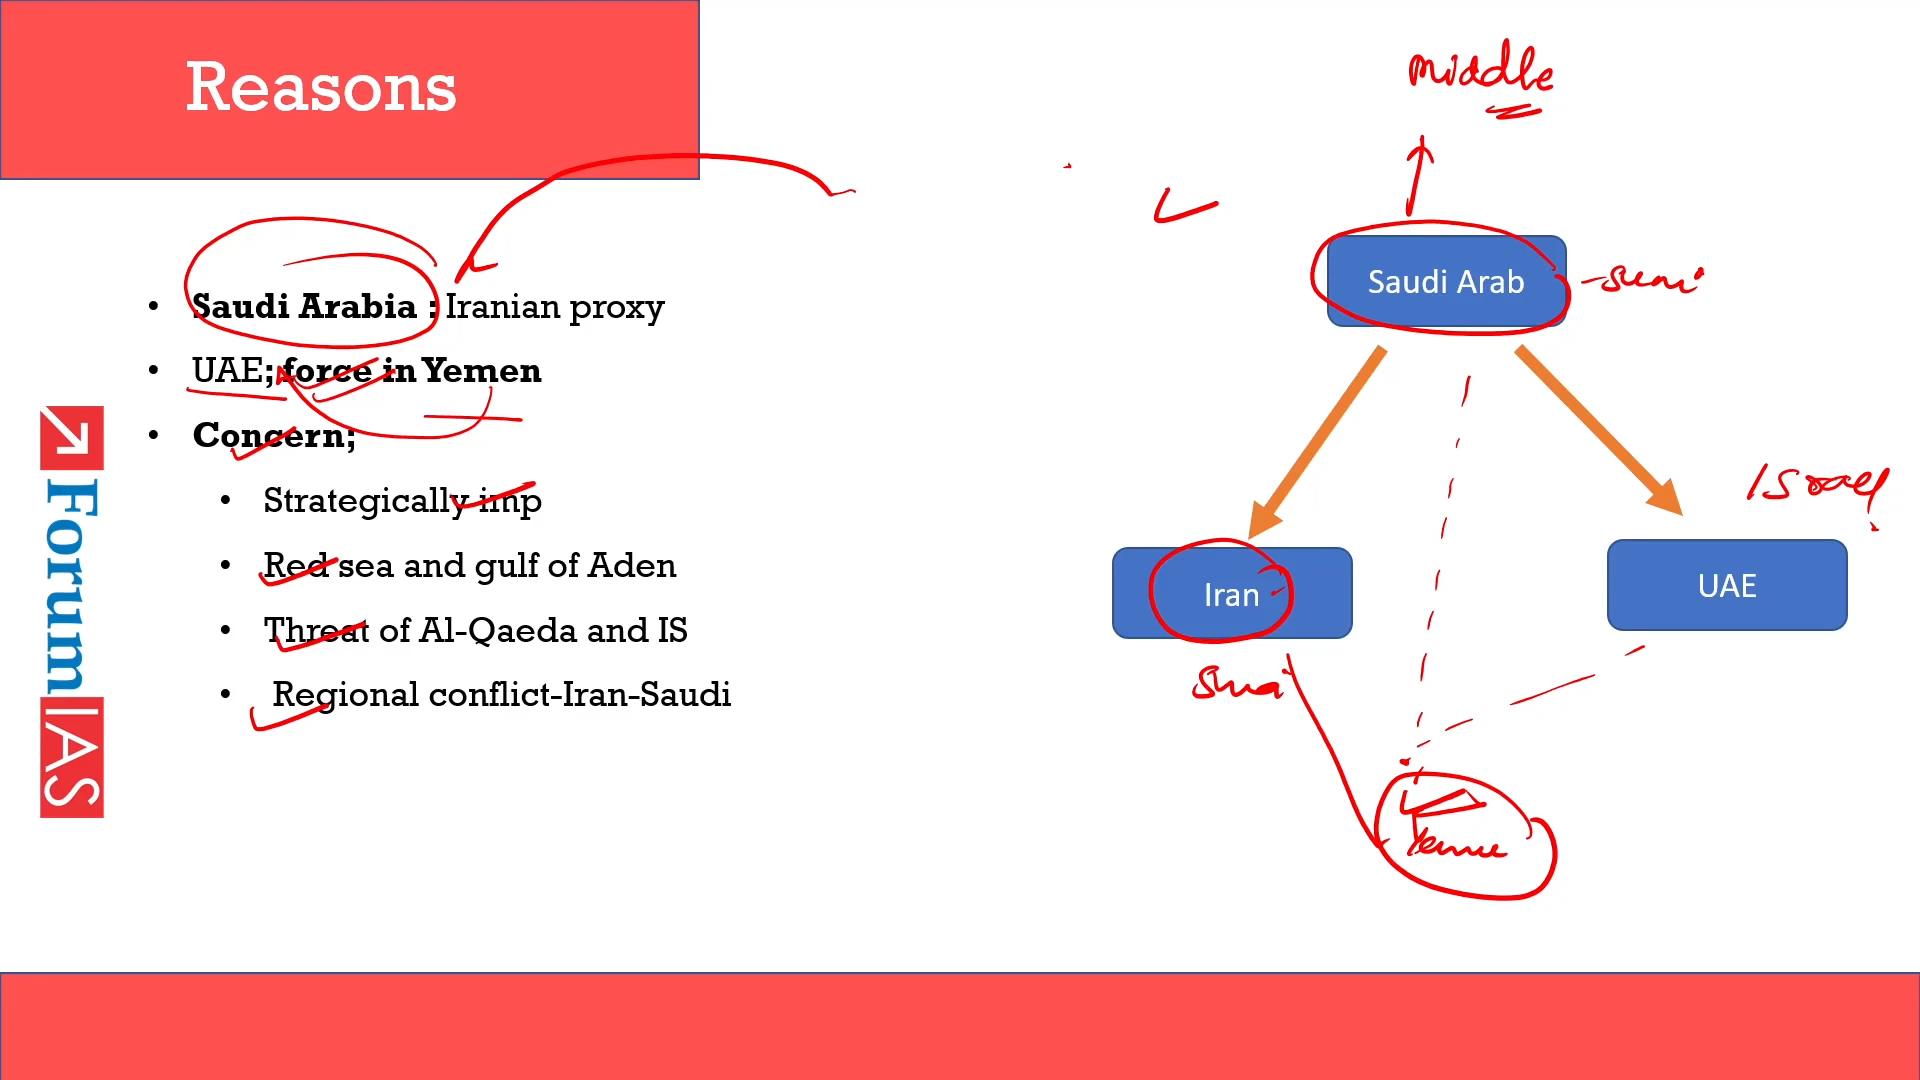 Reasons
middle
• Saudi Arabia : Iranian proxy
• UAE; force in Yemen
• Concern;
• Strategically imp
• Red sea and gulf of Aden
• Threat of Al-Qaeda and IS
• Regional conflict-Iran-Saudi
Saudi Arab
Israel
Iran
UAE
ForumIAS